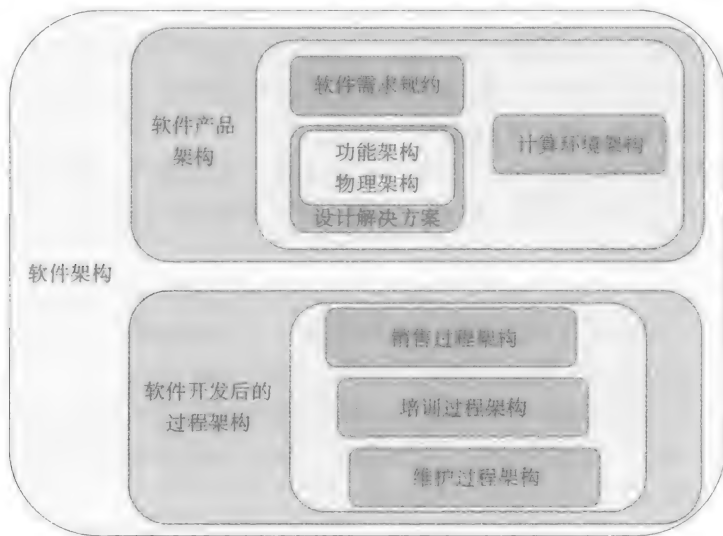 软件需求规约
软件产品
架构
功能架构
物理架构
设计解决方案
计算环境架构
软件架构
销售过程架构
软件开发后的
过程架构
培训过程架构
维护过程架构